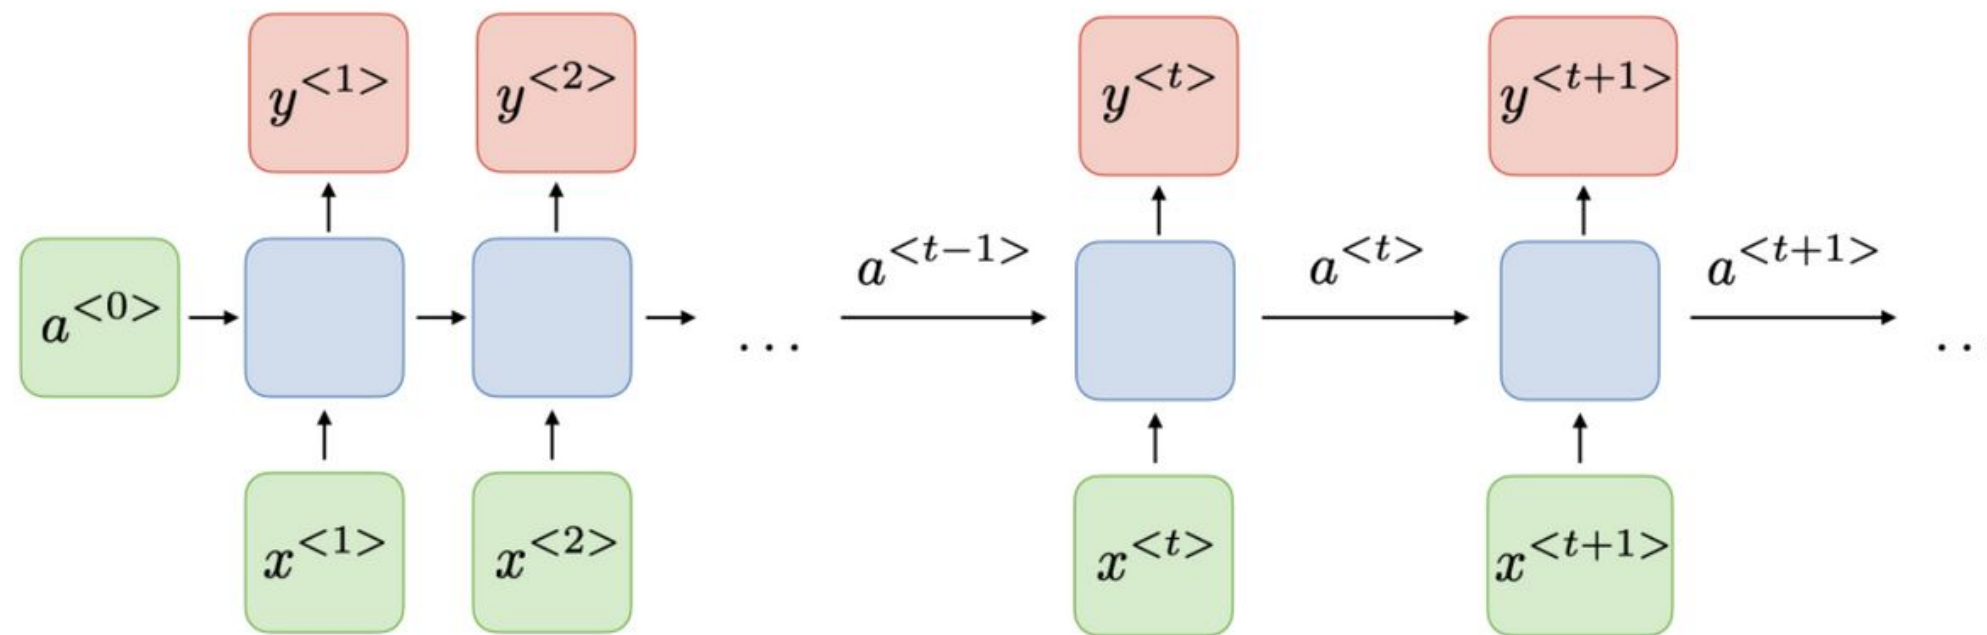 y^{<1>} y^{<2>} y^{<t>} y^{<t+1>}
a^{<t-1>} a^{<t>} a^{<t+1>}
a^{<0>} ... ..
x^{<1>} x^{<2>} x^{<t>} x^{<t+1>}